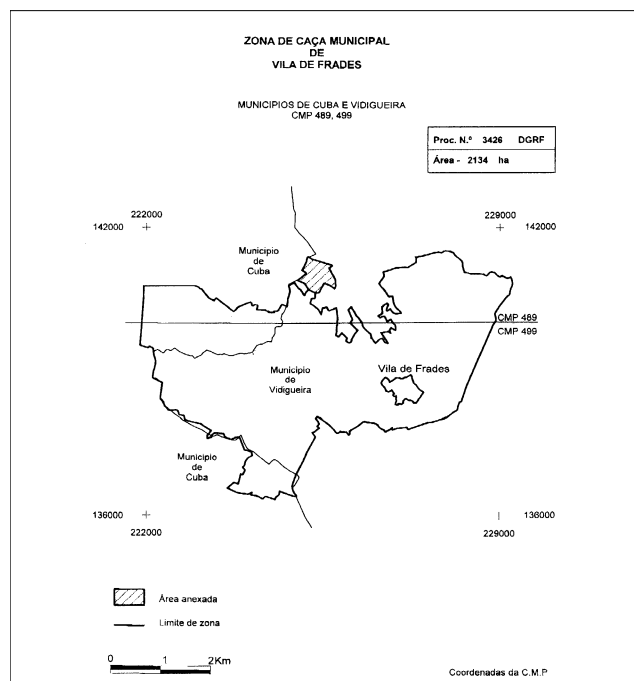 ZONA DE CAÇA MUNICIPAL
DE
VILA DE FRADES
MUNICIPIOS DE CUBA E VIDIGUEIRA
CMP 489, 499
Proc. N.º 3426 DGRF
Área - 2134 ha
222000
229000
142000
142000
Municipio
de
Cuba
CMP 489
CMP 499
Municipio
de
Vidigueira
Vila de Frades
Municipio
de
Cuba
136000
136000
222000
229000
Área anexada
Limite de zona
0 1 2Km
Coordenadas da C.M.P